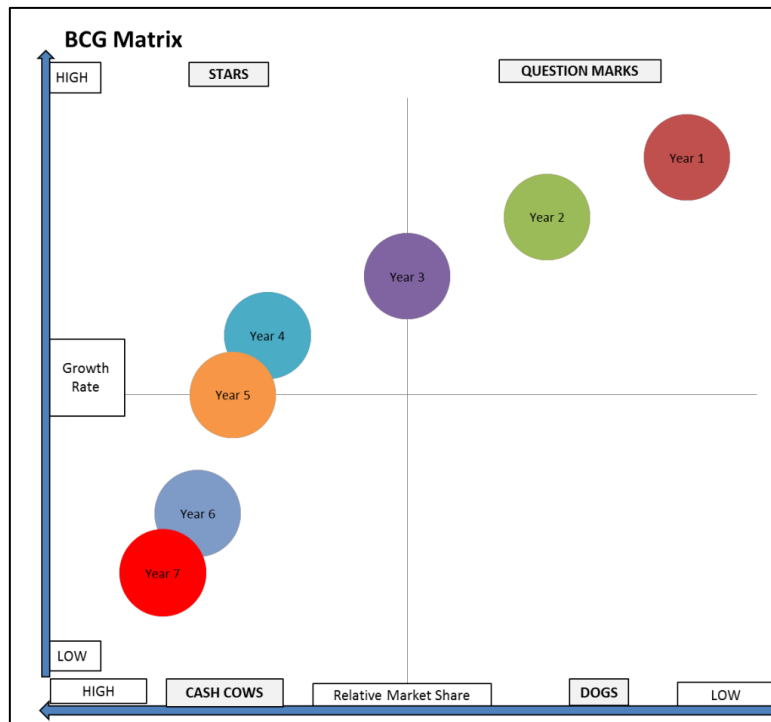 BCG Matrix
HIGH
STARS
QUESTION MARKS
Year 1
Year 2
Year 3
Year 4
Growth
Rate
Year 5
Year 6
Year 7
LOW
HIGH
CASH COWS
Relative Market Share
DOGS
LOW